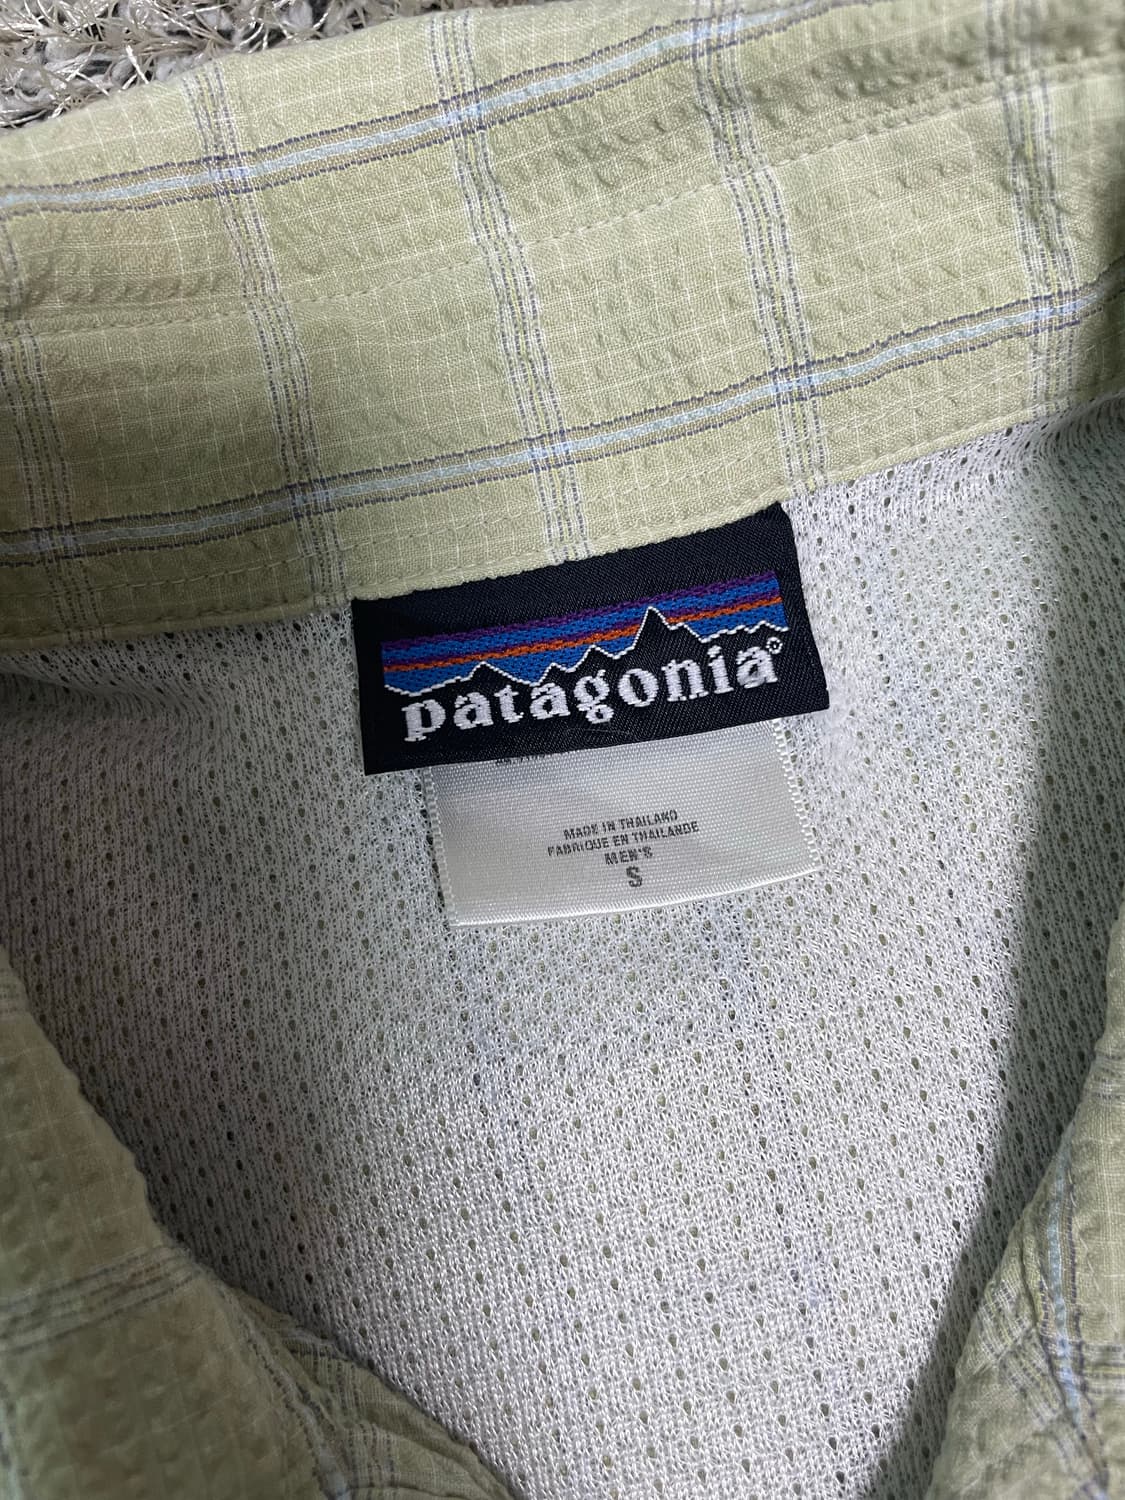 patagonia®
MADE IN THAILAND
FABRIQUE EN THAILANDE
MEN'S
S